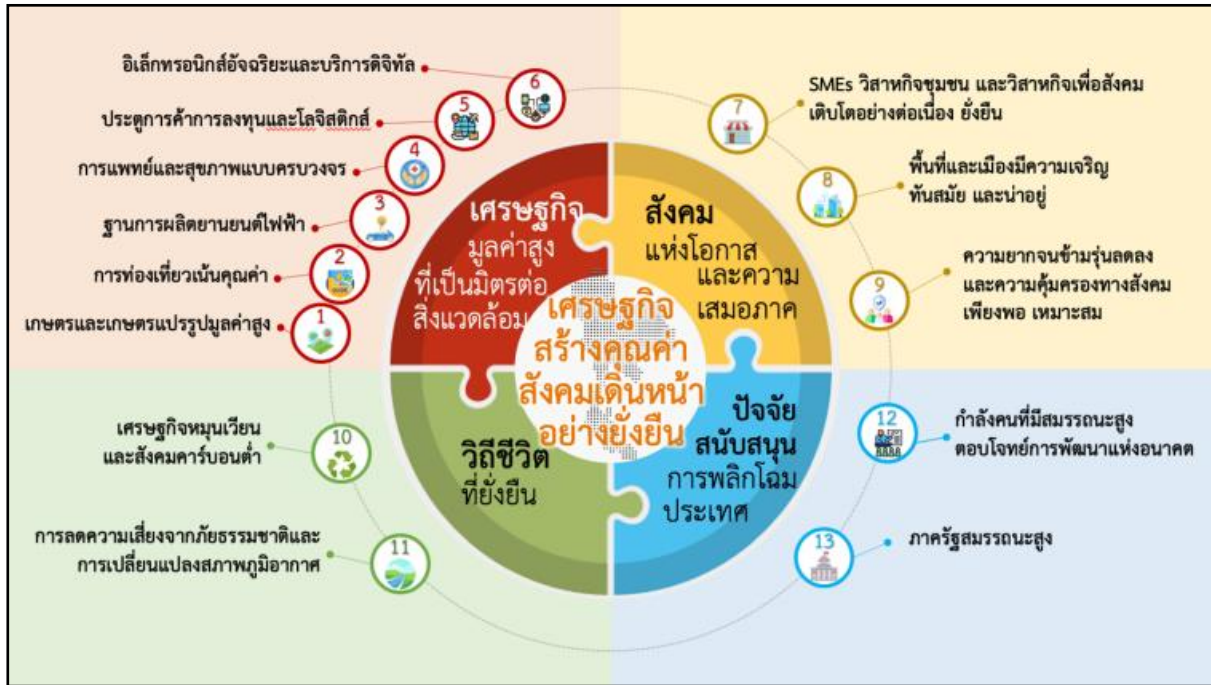 อิเล็กทรอนิกส์อัจฉริยะและบริการดิจิทัล
6
ประตูการค้าการลงทุนและโลจิสติกส์
5
การแพทย์และสุขภาพแบบครบวงจร
4
ฐานการผลิตยานยนต์ไฟฟ้า
3
การท่องเที่ยวเน้นคุณค่า
2
เกษตรและเกษตรแปรรูปมูลค่าสูง
1
7
SMEs วิสาหกิจชุมชน และวิสาหกิจเพื่อสังคม
เติบโตอย่างต่อเนื่อง ยั่งยืน
8
พื้นที่และเมืองมีความเจริญ
ทันสมัย และน่าอยู่
9
ความยากจนข้ามรุ่นลดลง
และความคุ้มครองทางสังคม
เพียงพอ เหมาะสม
เศรษฐกิจ
มูลค่าสูง
ที่เป็นมิตรต่อ
สิ่งแวดล้อม
สังคม
แห่งโอกาส
และความ
เสมอภาค
เศรษฐกิจ
สร้างคุณค่า
สังคมเดินหน้า
อย่างยั่งยืน
วิถีชีวิต
ที่ยั่งยืน
ปัจจัย
สนับสนุน
การพลิกโฉม
ประเทศ
เศรษฐกิจหมุนเวียน
และสังคมคาร์บอนต่ำ
10
การลดความเสี่ยงจากภัยธรรมชาติและ
การเปลี่ยนแปลงสภาพภูมิอากาศ
11
12
กำลังคนที่มีสมรรถนะสูง
ตอบโจทย์การพัฒนาแห่งอนาคต
13
ภาครัฐสมรรถนะสูง